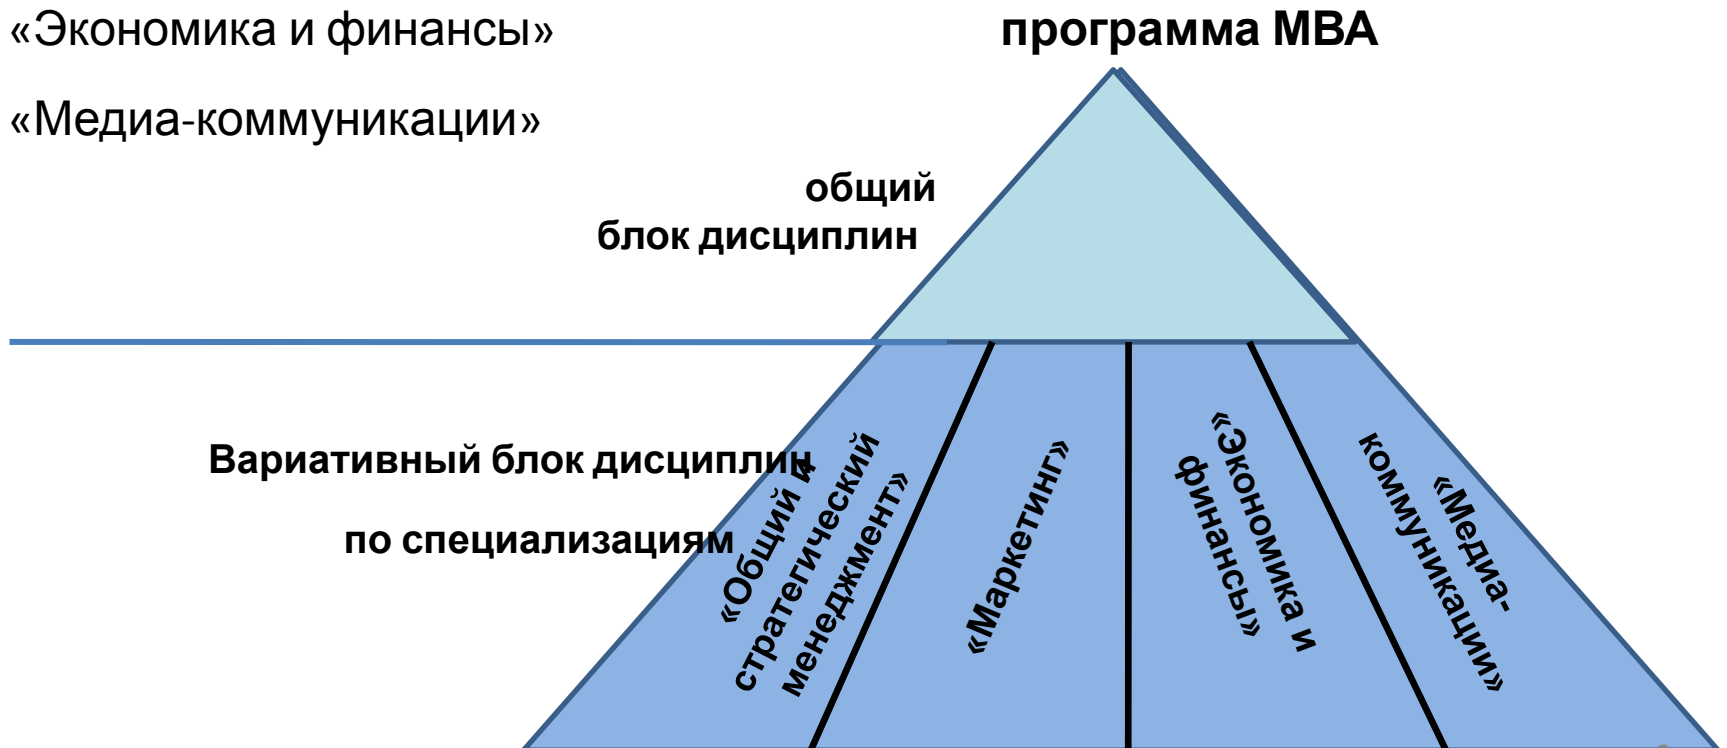 «Экономика и финансы»
программа MBA
«Медиа-коммуникации»
общий
блок дисциплин
Вариативный блок дисциплин
по специализациям
«Общий и
стратегический
менеджмент»
«Маркетинг»
«Экономика и
финансы»
«Медиа-
коммуникации»